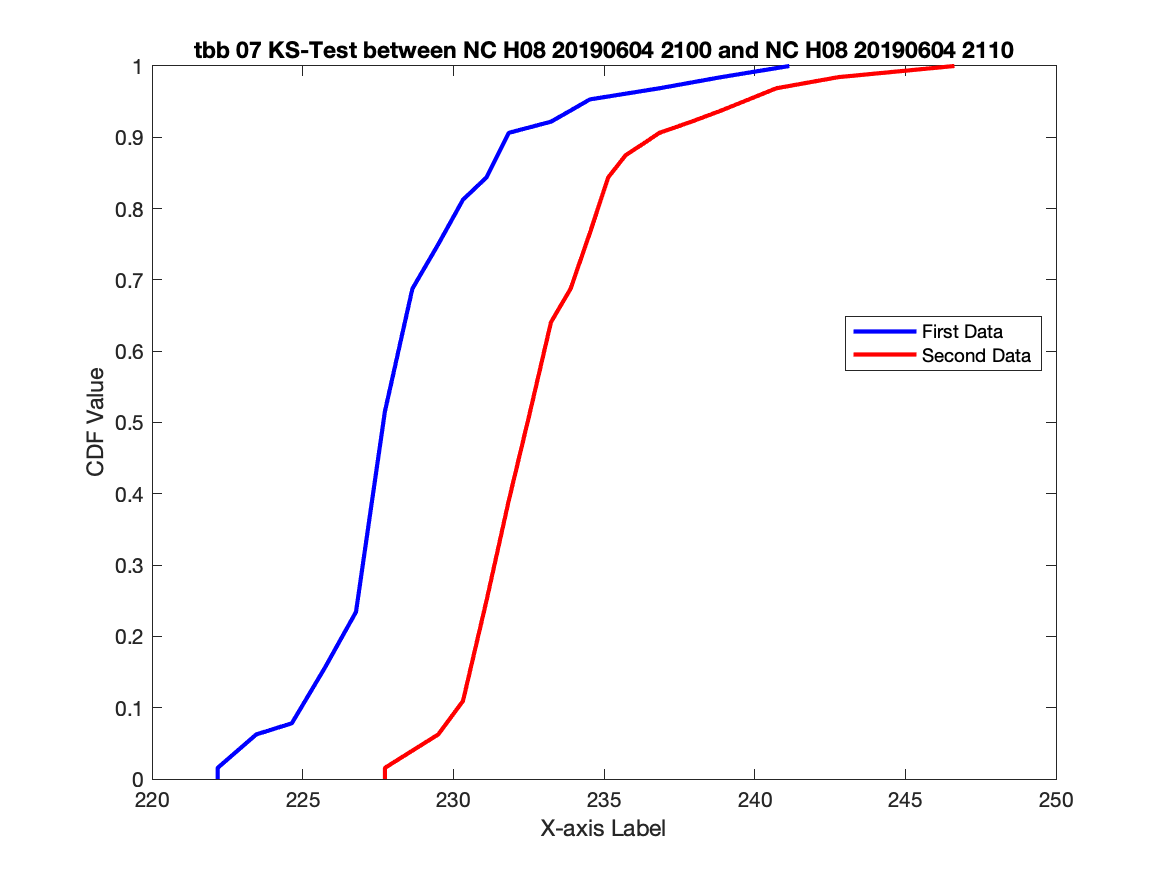 tbb 07 KS-Test between NC H08 20190604 2100 and NC H08 20190604 2110
1
0.9
0.8
0.7
0.6
0.5
0.4
0.3
0.2
0.1
0
CDF Value
First Data
Second Data
220 225 230 235 240 245 250
X-axis Label